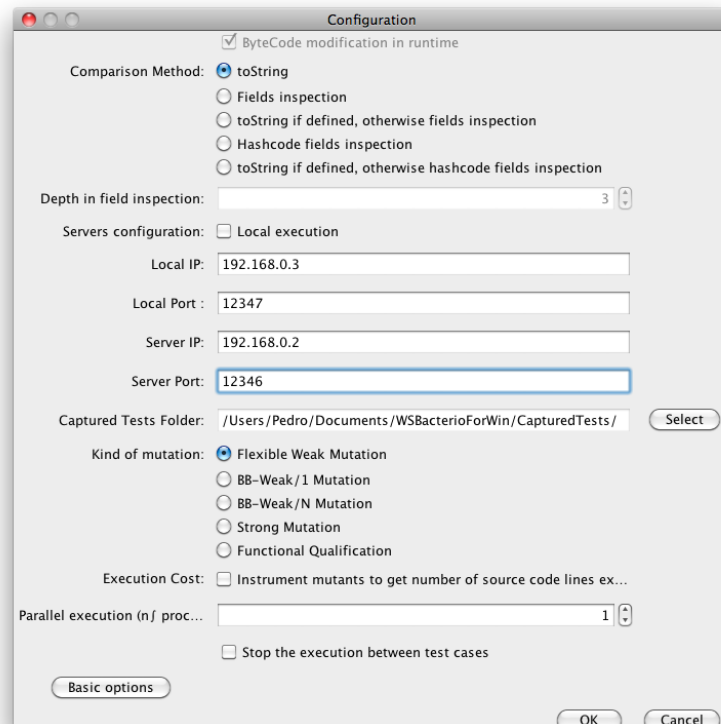 Configuration
ByteCode modification in runtime
Comparison Method: toString
Fields inspection
toString if defined, otherwise fields inspection
Hashcode fields inspection
toString if defined, otherwise hashcode fields inspection
Depth in field inspection: 3
Servers configuration: Local execution
Local IP: 192.168.0.3
Local Port : 12347
Server IP: 192.168.0.2
Server Port: 12346
Captured Tests Folder: /Users/Pedro/Documents/WSBacterioForWin/CapturedTests/ Select
Kind of mutation: Flexible Weak Mutation
BB-Weak/1 Mutation
BB-Weak/N Mutation
Strong Mutation
Functional Qualification
Execution Cost: Instrument mutants to get number of source code lines ex...
Parallel execution (n∫ proc... 1
Stop the execution between test cases
Basic options
OK Cancel